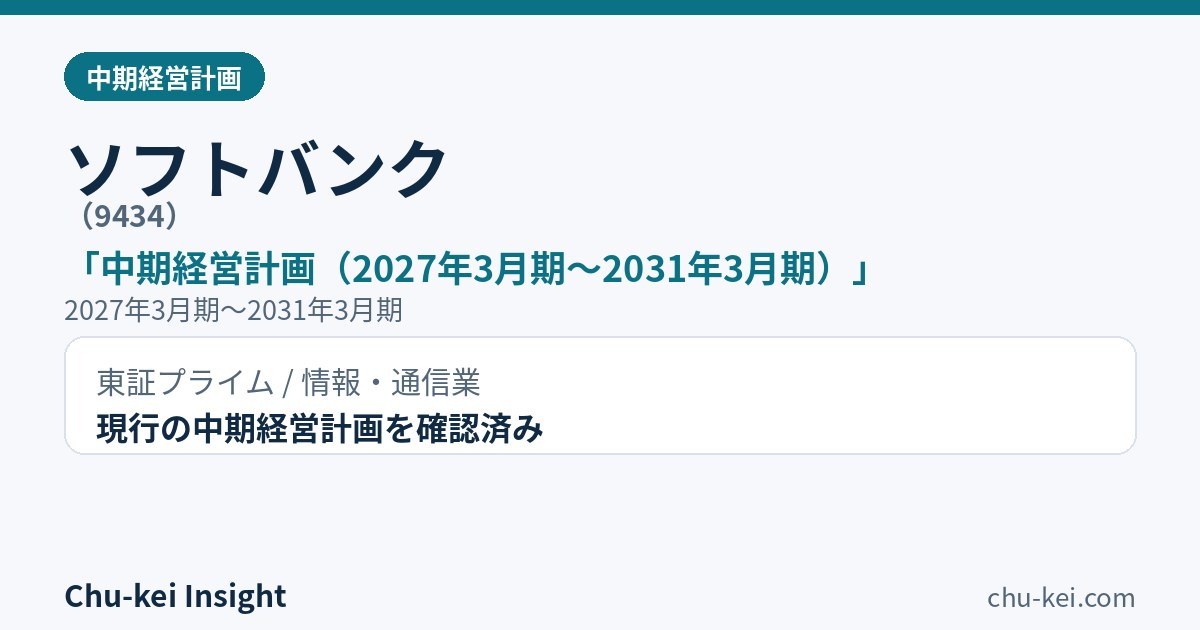 中期経営計画
ソフトバンク
（9434）
「中期経営計画（2027年3月期〜2031年3月期）」
2027年3月期〜2031年3月期
東証プライム / 情報・通信業
現行の中期経営計画を確認済み
Chu-kei Insight
chu-kei.com